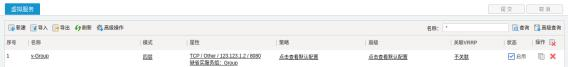 虚拟服务
提 交 取 消
新建 导入 导出 刷新 高级操作 名称: * 查询 高级查询
序号 名称 模式 属性 策略 高级 关联VRRP 状态 操作
1 v-Group 四层 TCP / Other / 123.123.1.2 / 8080 点击查看默认配置 点击查看默认配置 不关联 启用
缺省实服务组: Group